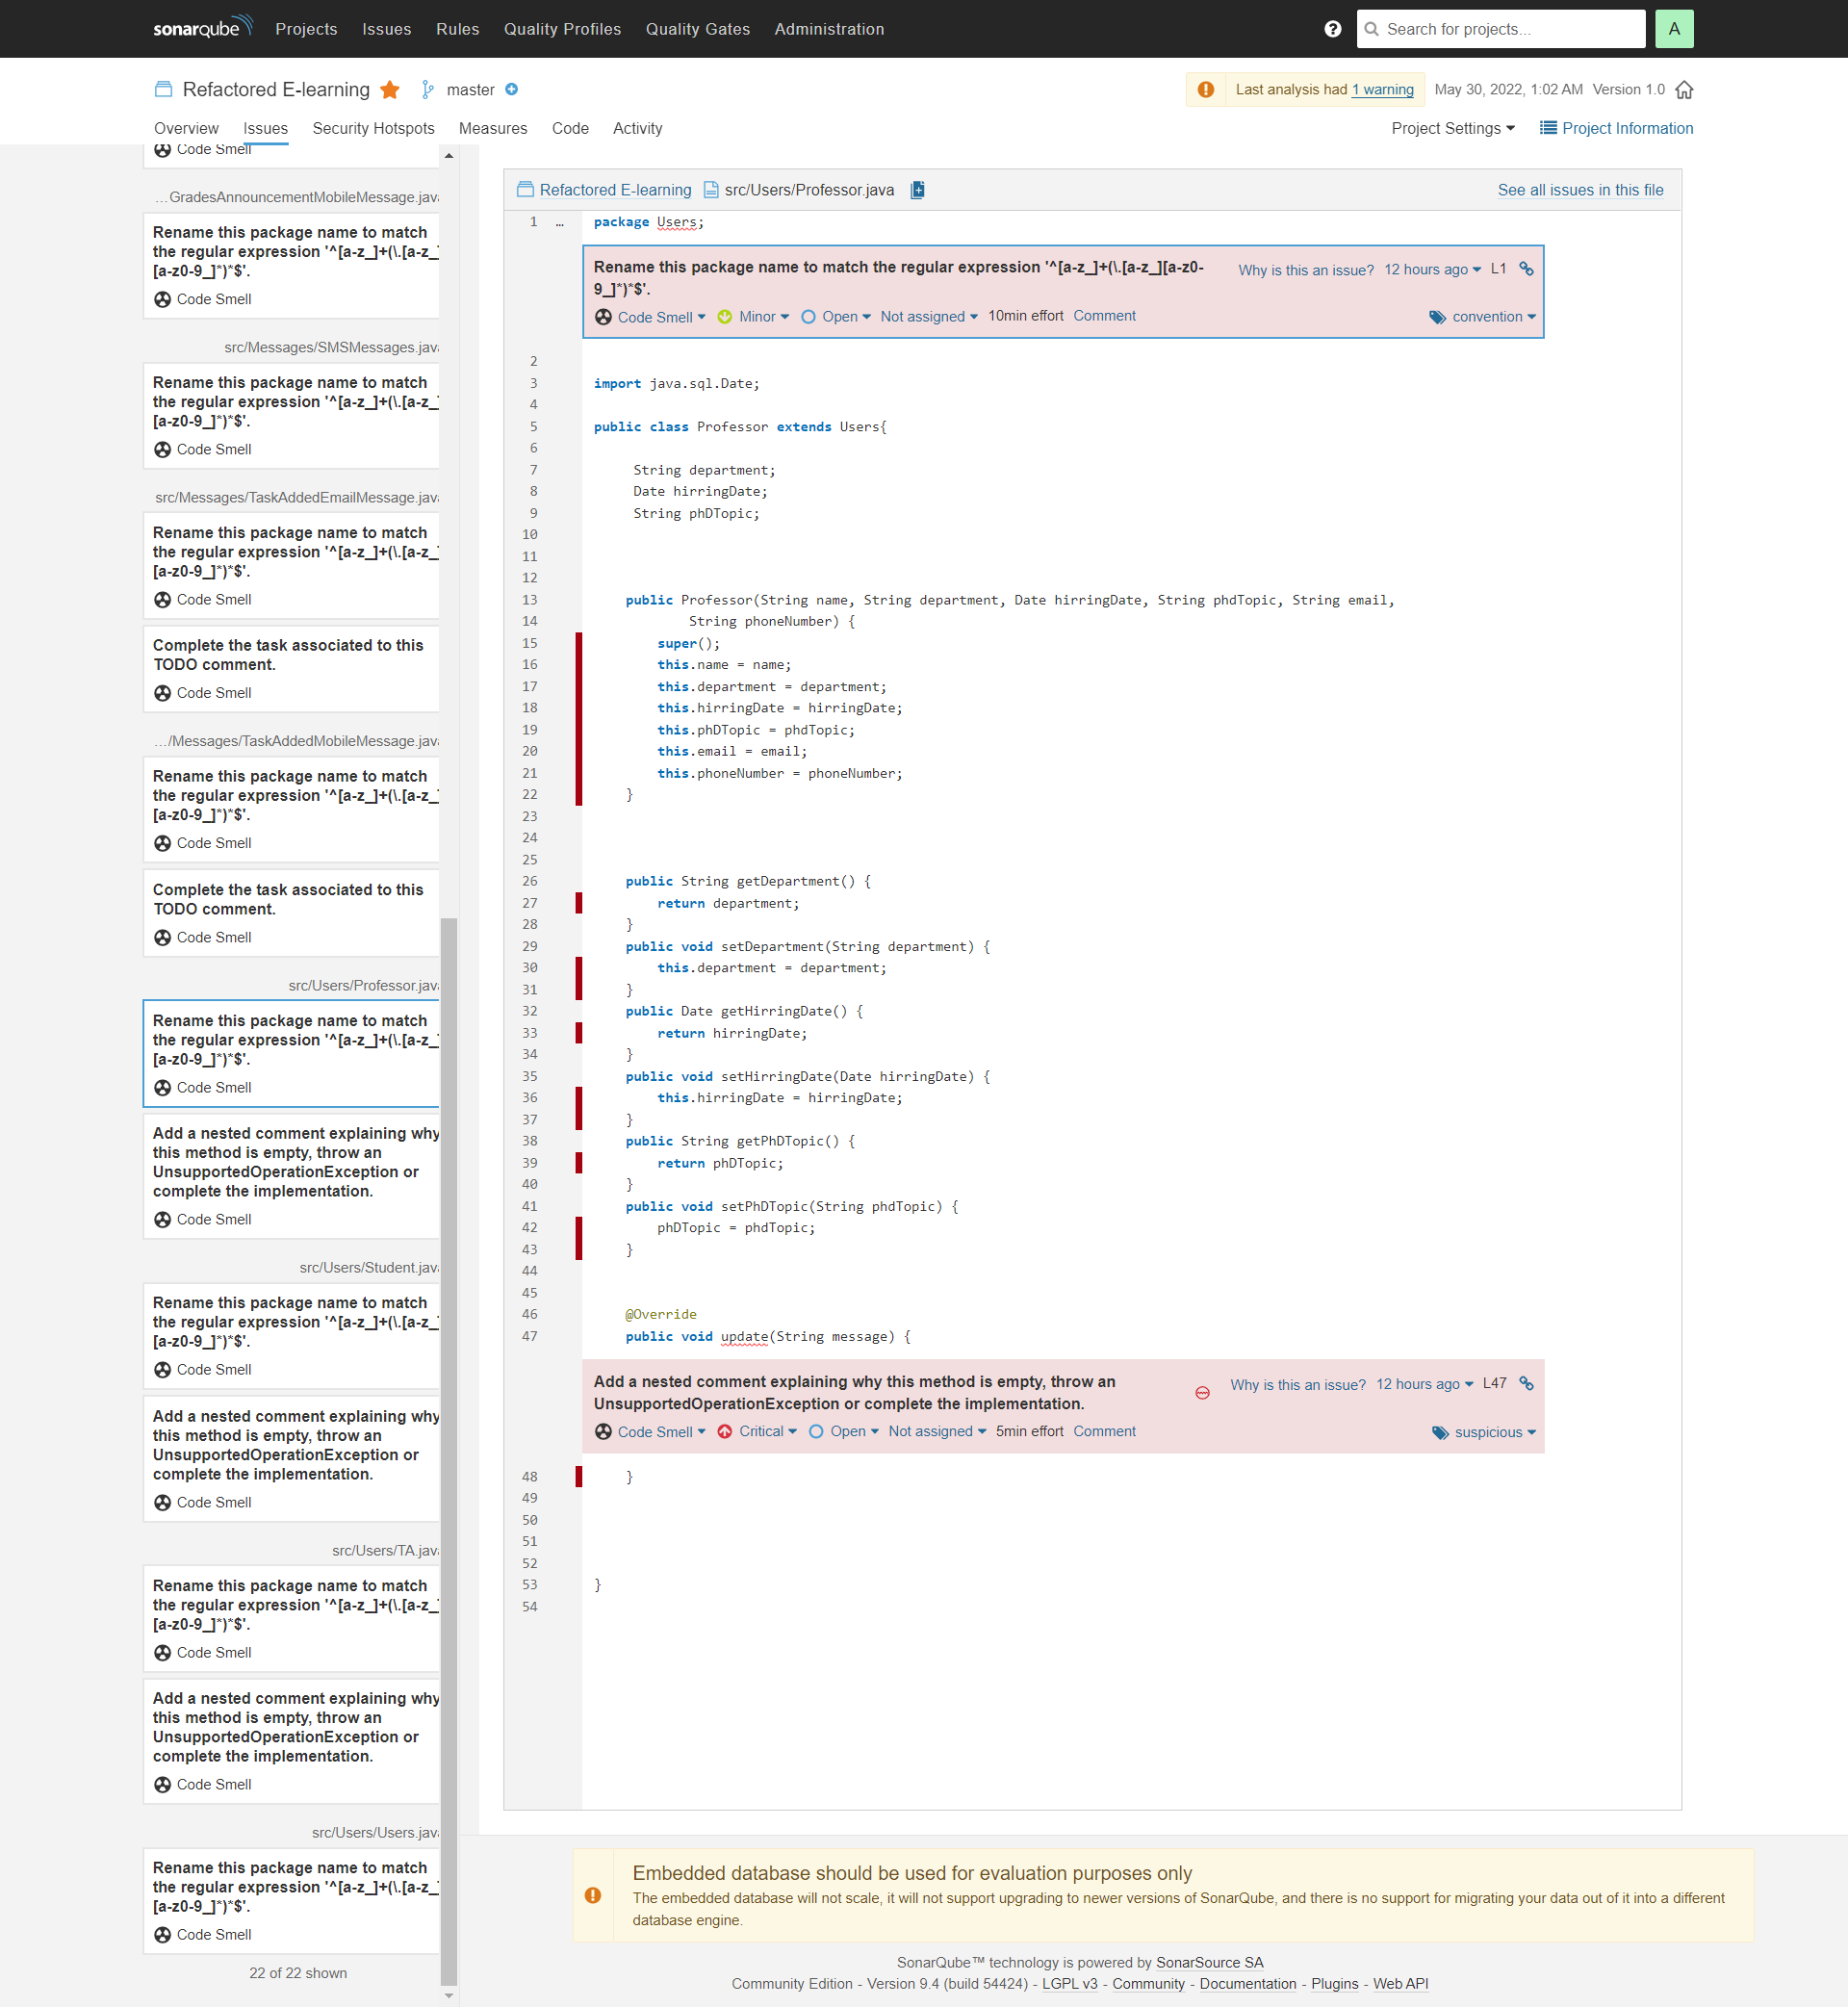 sonarqube Projects Issues Rules Quality Profiles Quality Gates Administration Search for projects... A
Refactored E-learning master Last analysis had 1 warning May 30, 2022, 1:02 AM Version 1.0
Overview Issues Security Hotspots Measures Code Activity Project Settings Project Information
Code Smell
…GradesAnnouncementMobileMessage.java
Rename this package name to match
the regular expression '^[a-z_]+(\.[a-z_]
[a-z0-9_]*)*$'.
Code Smell
src/Messages/SMSMessages.java
Rename this package name to match
the regular expression '^[a-z_]+(\.[a-z_]
[a-z0-9_]*)*$'.
Code Smell
src/Messages/TaskAddedEmailMessage.java
Rename this package name to match
the regular expression '^[a-z_]+(\.[a-z_]
[a-z0-9_]*)*$'.
Code Smell
Complete the task associated to this
TODO comment.
Code Smell
…/Messages/TaskAddedMobileMessage.java
Rename this package name to match
the regular expression '^[a-z_]+(\.[a-z_]
[a-z0-9_]*)*$'.
Code Smell
Complete the task associated to this
TODO comment.
Code Smell
src/Users/Professor.java
Rename this package name to match
the regular expression '^[a-z_]+(\.[a-z_]
[a-z0-9_]*)*$'.
Code Smell
Add a nested comment explaining why
this method is empty, throw an
UnsupportedOperationException or
complete the implementation.
Code Smell
src/Users/Student.java
Rename this package name to match
the regular expression '^[a-z_]+(\.[a-z_]
[a-z0-9_]*)*$'.
Code Smell
Add a nested comment explaining why
this method is empty, throw an
UnsupportedOperationException or
complete the implementation.
Code Smell
src/Users/TA.java
Rename this package name to match
the regular expression '^[a-z_]+(\.[a-z_]
[a-z0-9_]*)*$'.
Code Smell
Add a nested comment explaining why
this method is empty, throw an
UnsupportedOperationException or
complete the implementation.
Code Smell
src/Users/Users.java
Rename this package name to match
the regular expression '^[a-z_]+(\.[a-z_]
[a-z0-9_]*)*$'.
Code Smell
22 of 22 shown
Refactored E-learning src/Users/Professor.java See all issues in this file
1 … package Users;
Rename this package name to match the regular expression '^[a-z_]+(\.[a-z_][a-z0- Why is this an issue? 12 hours ago L1
9_]*)*$'.
Code Smell Minor Open Not assigned 10min effort Comment convention
2
3 import java.sql.Date;
4
5 public class Professor extends Users{
6
7 String department;
8 Date hirringDate;
9 String phDTopic;
10
11
12
13 public Professor(String name, String department, Date hirringDate, String phdTopic, String email,
14 String phoneNumber) {
15 super();
16 this.name = name;
17 this.department = department;
18 this.hirringDate = hirringDate;
19 this.phDTopic = phdTopic;
20 this.email = email;
21 this.phoneNumber = phoneNumber;
22 }
23
24
25
26 public String getDepartment() {
27 return department;
28 }
29 public void setDepartment(String department) {
30 this.department = department;
31 }
32 public Date getHirringDate() {
33 return hirringDate;
34 }
35 public void setHirringDate(Date hirringDate) {
36 this.hirringDate = hirringDate;
37 }
38 public String getPhDTopic() {
39 return phDTopic;
40 }
41 public void setPhDTopic(String phdTopic) {
42 phDTopic = phdTopic;
43 }
44
45
46 @Override
47 public void update(String message) {
Add a nested comment explaining why this method is empty, throw an Why is this an issue? 12 hours ago L47
UnsupportedOperationException or complete the implementation.
Code Smell Critical Open Not assigned 5min effort Comment suspicious
48 }
49
50
51
52
53 }
54
Embedded database should be used for evaluation purposes only
The embedded database will not scale, it will not support upgrading to newer versions of SonarQube, and there is no support for migrating your data out of it into a different
database engine.
SonarQube™ technology is powered by SonarSource SA
Community Edition - Version 9.4 (build 54424) - LGPL v3 - Community - Documentation - Plugins - Web API